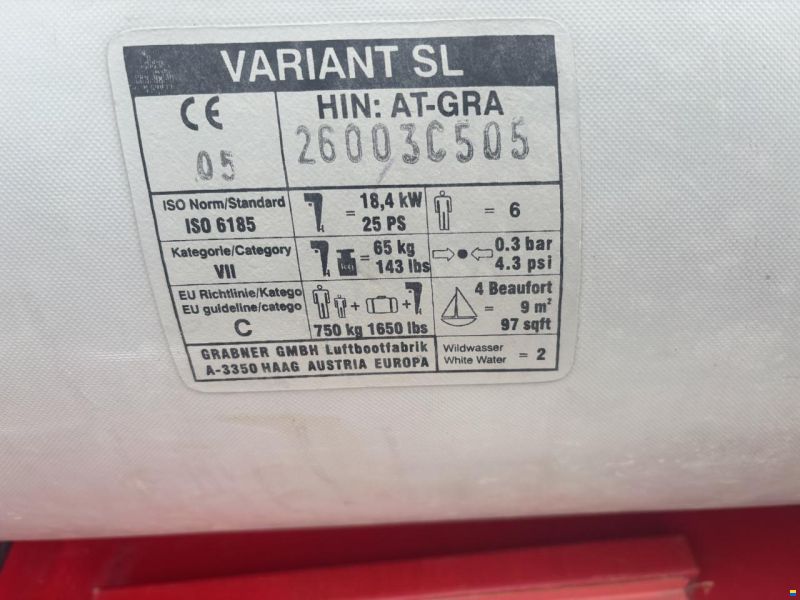 VARIANT SL
CE
05
HIN: AT-GRA
26003C505
ISO Norm/Standard
ISO 6185
= 18,4 kW
25 PS
= 6
Kategorie/Category
VII
kg
= 65 kg
143 lbs
0.3 bar
4.3 psi
EU Richtlinie/Katego
EU guideline/catego
C
+ +
750 kg 1650 lbs
4 Beaufort
= 9 m²
97 sqft
GRABNER GMBH Luftbootfabrik
A-3350 HAAG AUSTRIA EUROPA
Wildwasser
White Water = 2